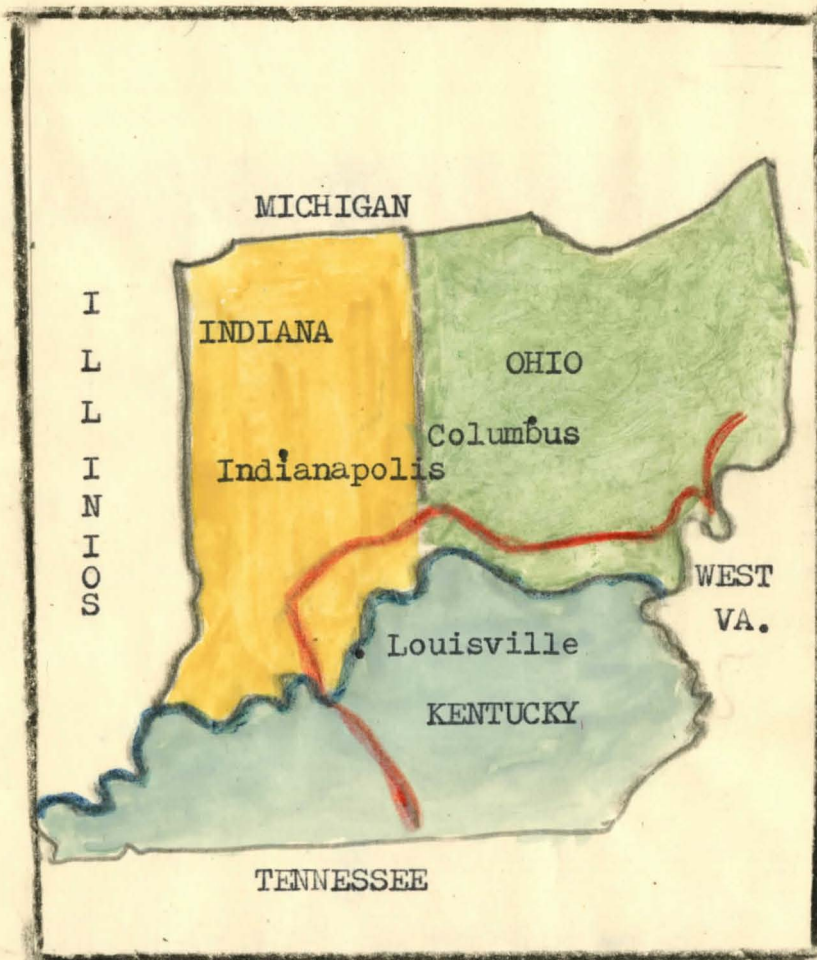 MICHIGAN
I
L
L
I
N
I
O
S
INDIANA
OHIO
Columbus
Indianapolis
WEST
VA.
Louisville
KENTUCKY
TENNESSEE